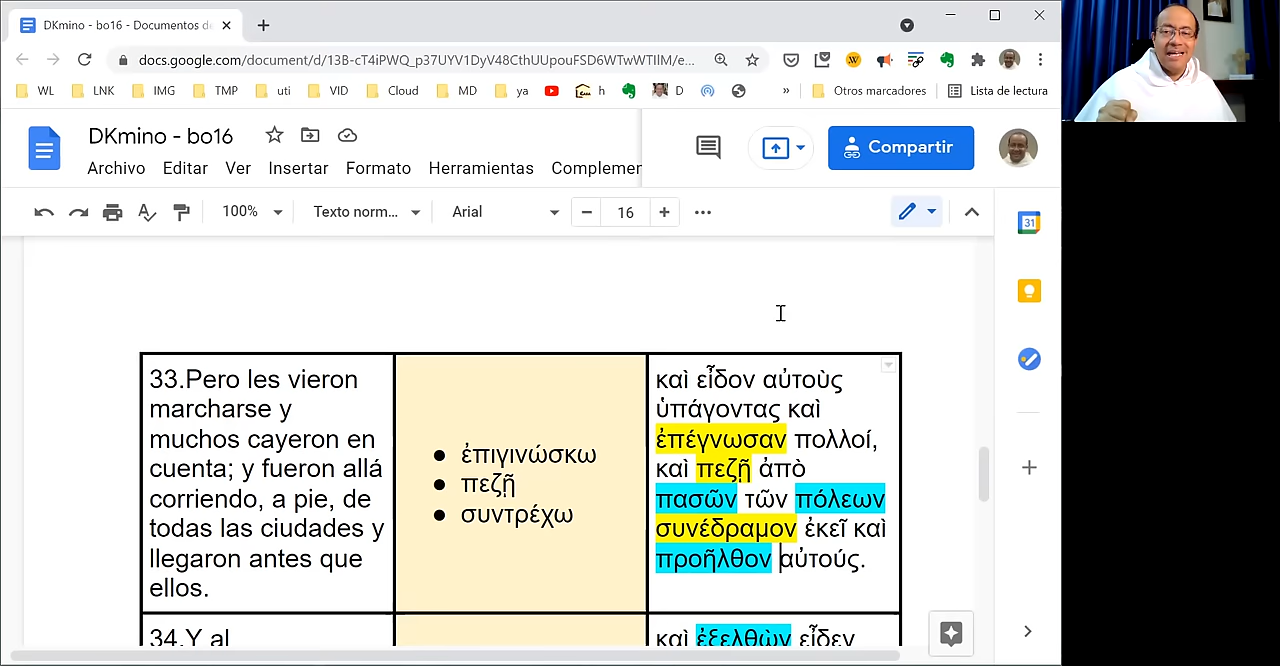 DKmino - bo16 - Documentos d
docs.google.com/document/d/13B-cT4iPWQ_p37UYV1DjV48CthUUpouFSD6WTwWTIlM/e...
WL LNK IMG TMP uti VID Cloud MD ya h D » Otros marcadores Lista de lectura
DKmino - bo16
Compartir
Archivo Editar Ver Insertar Formato Herramientas Complemen
100% Texto norm... Arial 16
31
33.Pero les vieron
marcharse y
muchos cayeron en
cuenta; y fueron allá
corriendo, a pie, de
todas las ciudades y
llegaron antes que
ellos.
● ἐπιγινώσκω
● πεζῇ
● συντρέχω
καὶ εἶδον αὐτοὺς
ὑπάγοντας καὶ
ἐπέγνωσαν πολλοί,
καὶ πεζῇ ἀπὸ
πασῶν τῶν πόλεων
συνέδραμον ἐκεῖ καὶ
προῆλθον αὐτούς.
34.Y al
καὶ ἐξελθὼν εἶδεν